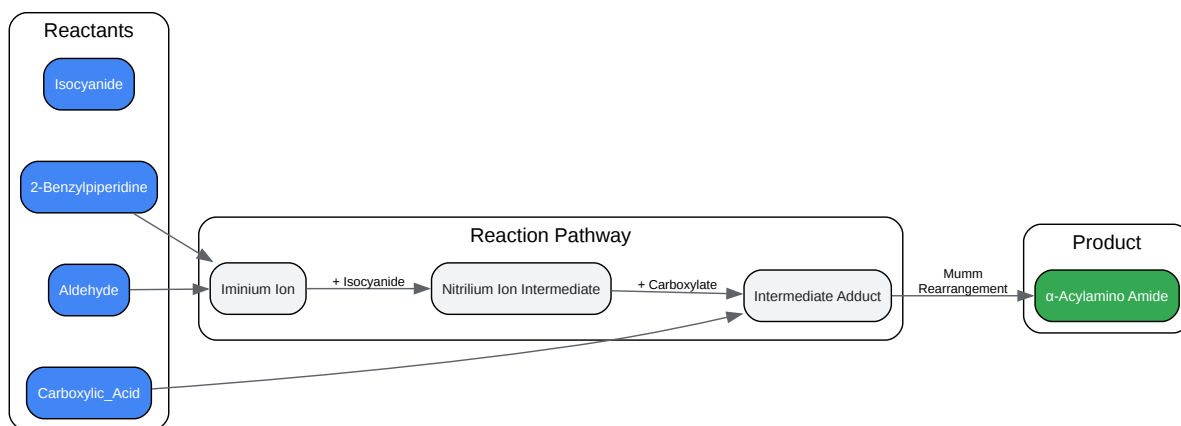 Reactants
Isocyanide
2-Benzylpiperidine
Aldehyde
Carboxylic_Acid
Reaction Pathway
Iminium Ion
+ Isocyanide
Nitrilium Ion Intermediate
+ Carboxylate
Intermediate Adduct
Mumm
Rearrangement
Product
α-Acylamino Amide